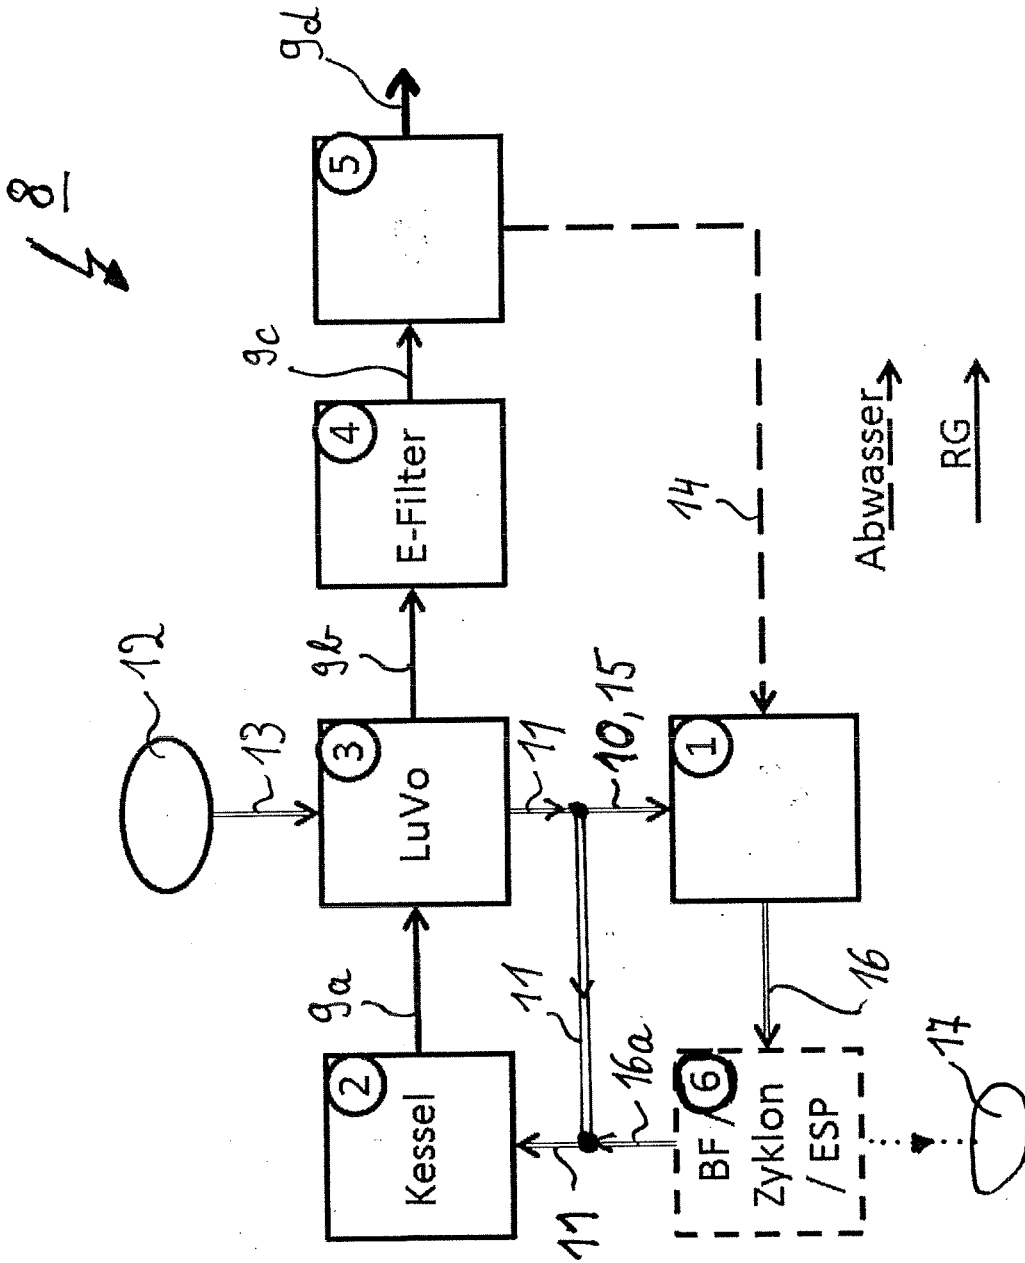 8
12
13
9a
9b
9c
9d
2
Kessel
3
LuVo
4
E-Filter
5
11
10, 15
11
11
16a
14
6
BF /
Zyklon
/ ESP
1
16
17
Abwasser
RG